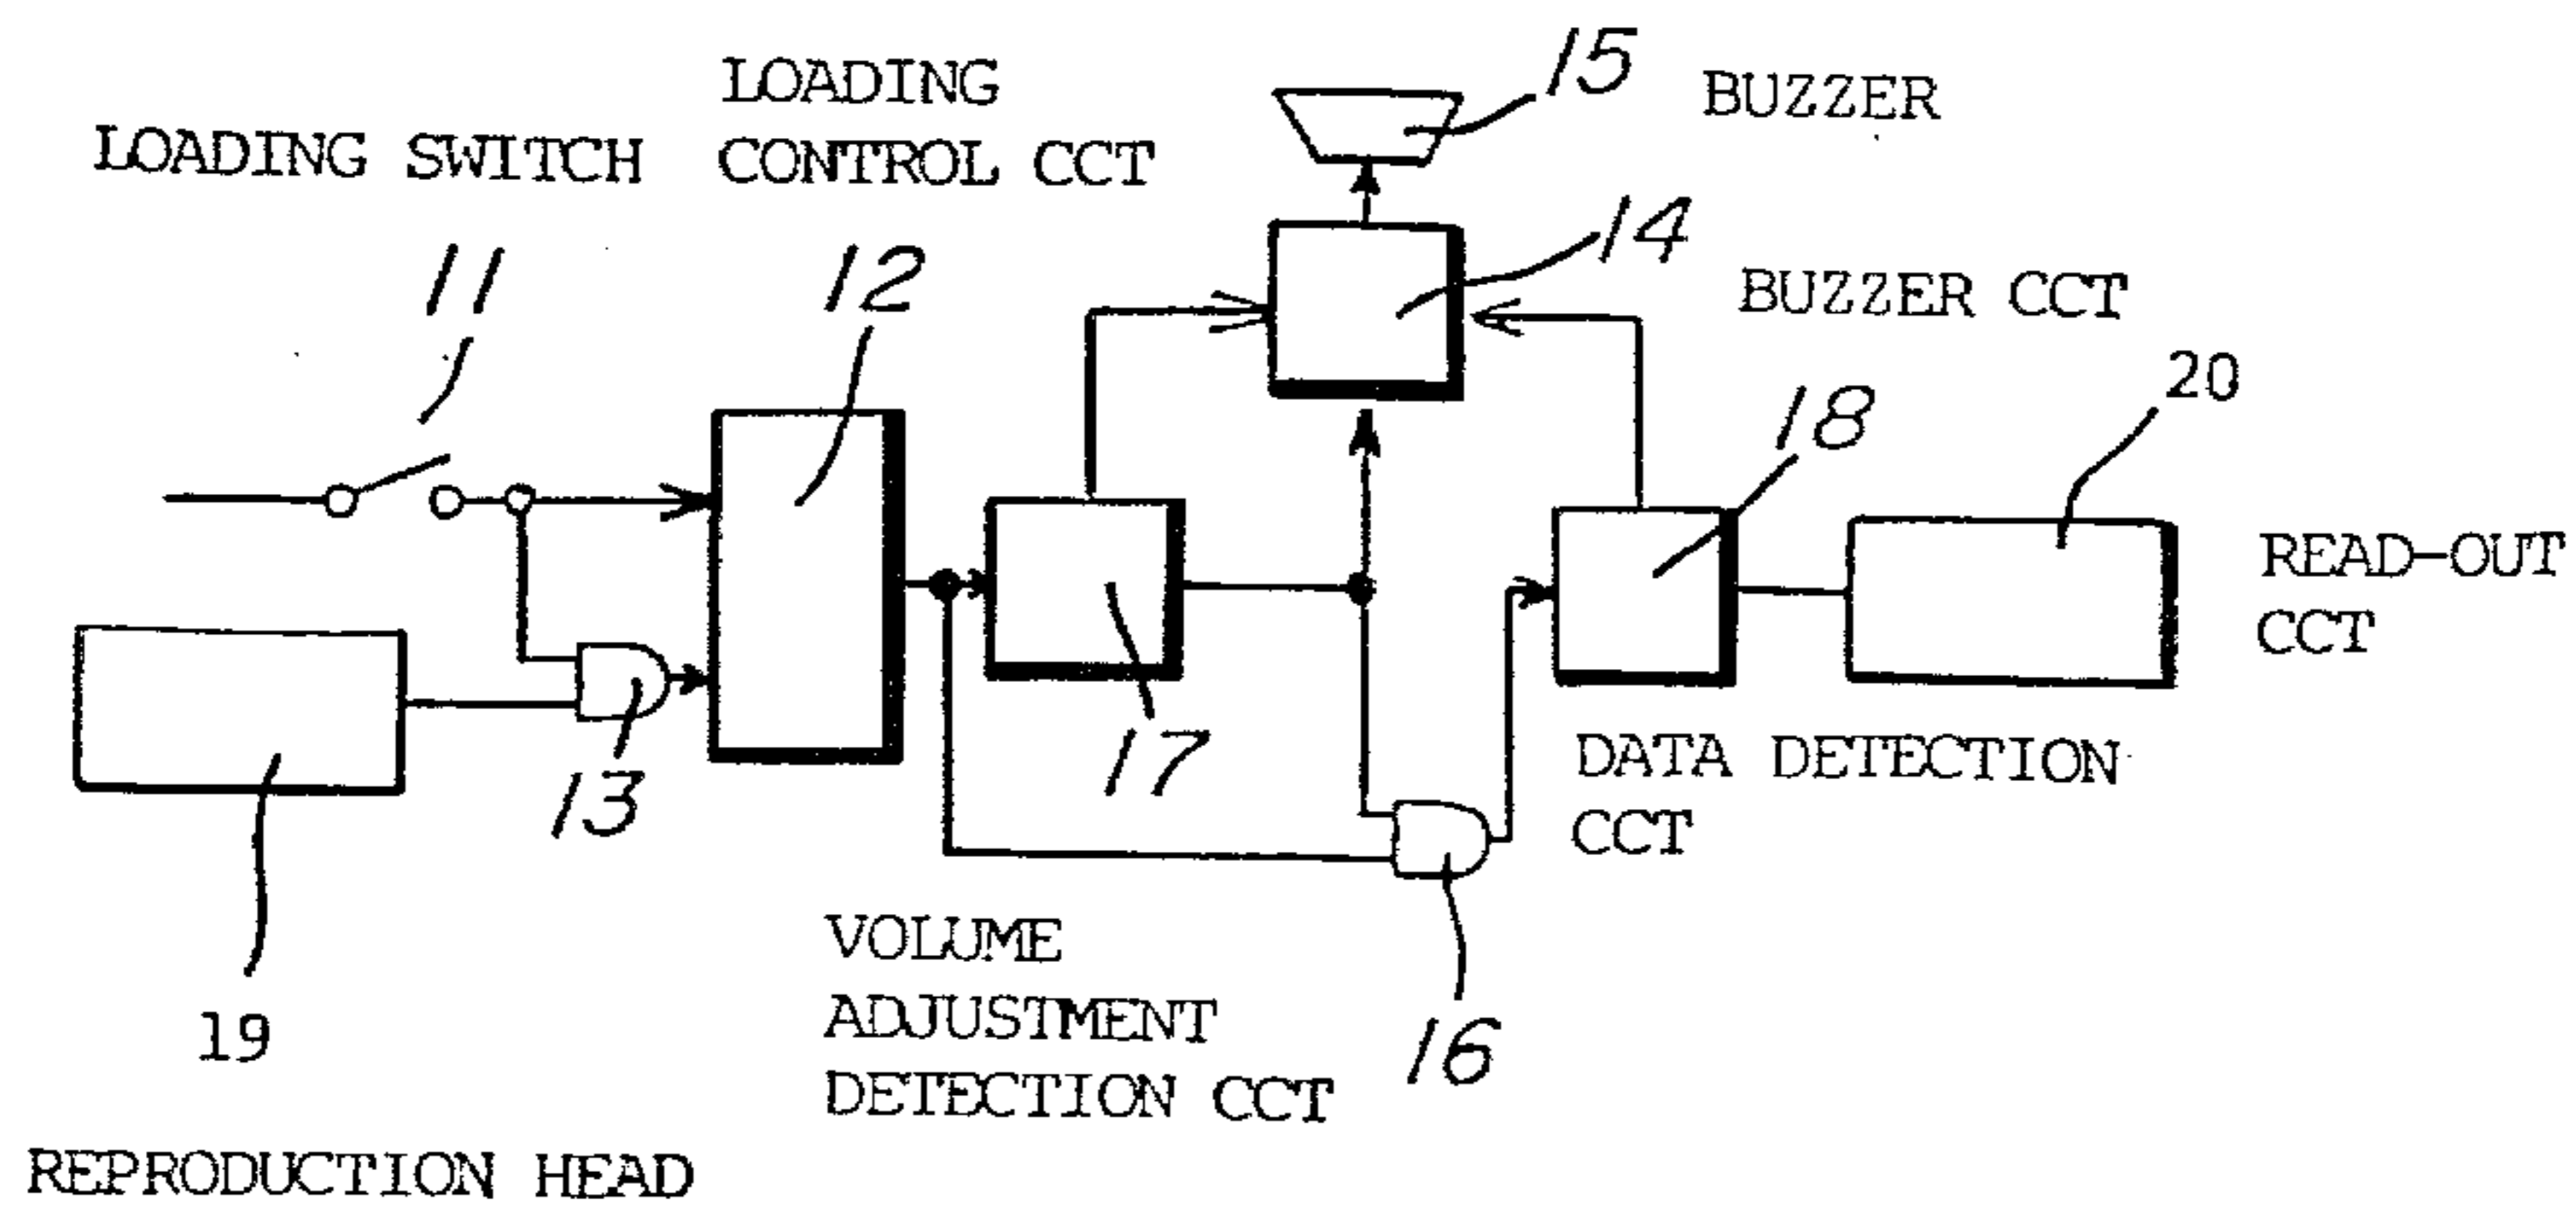 15 BUZZER
LOADING
CONTROL CCT
LOADING SWITCH
14
11
12
BUZZER CCT
20
18
READ-OUT
CCT
17
13
DATA DETECTION
CCT
VOLUME
ADJUSTMENT
DETECTION CCT
19
16
REPRODUCTION HEAD